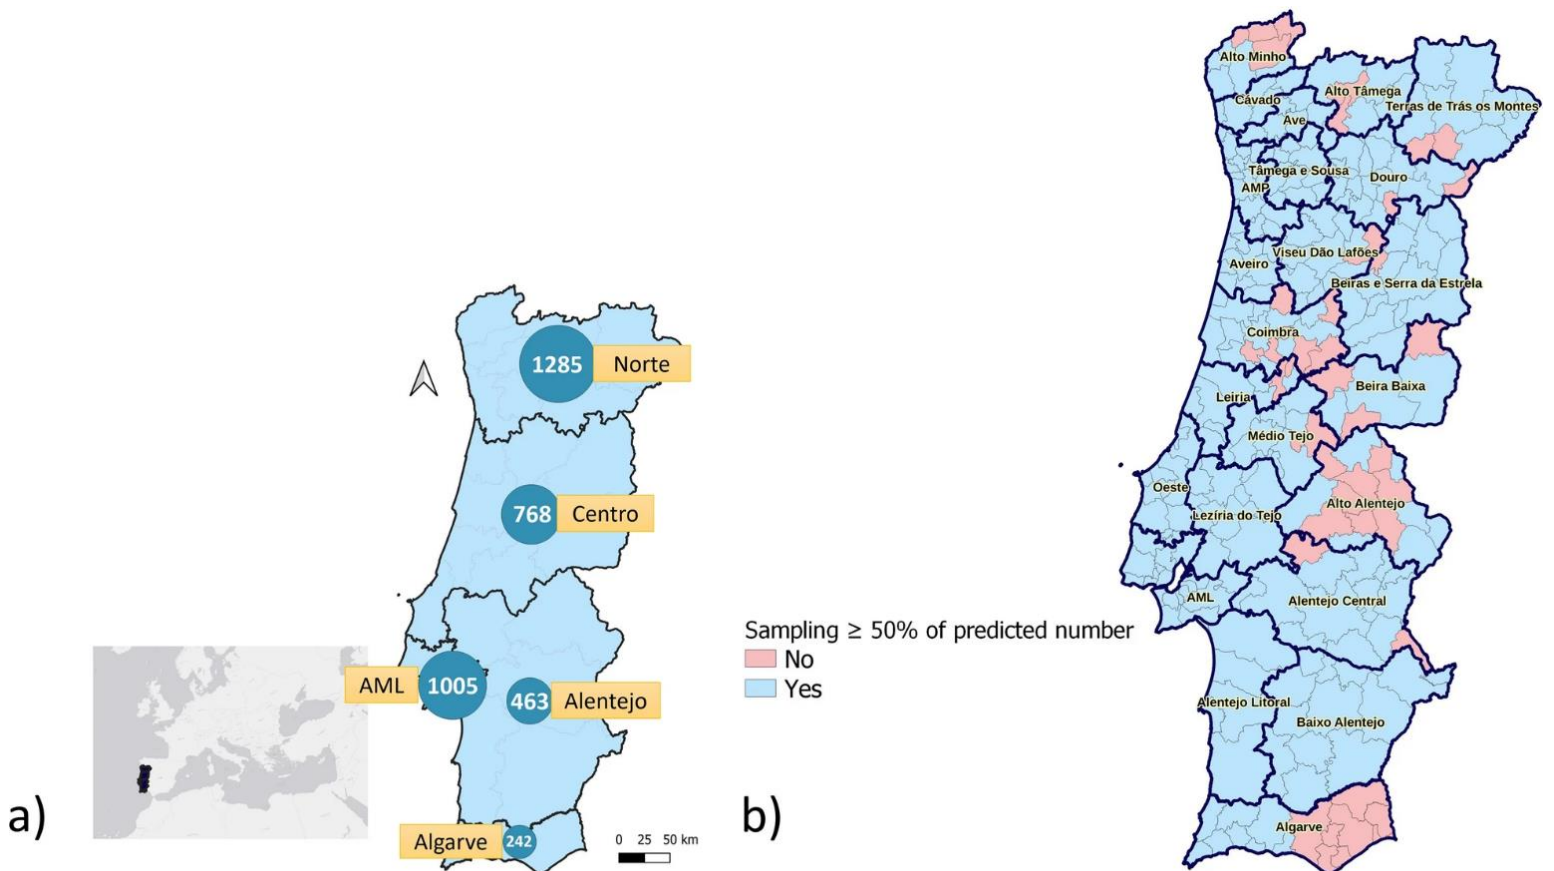 1285
Norte
768
Centro
AML
1005
463
Alentejo
Algarve
242
0 25 50 km
a)
Alto Minho
Alto Tâmega
Cávado
Terras de Trás os Montes
Ave
Tâmega e Sousa
Douro
AMP
Viseu Dão Lafões
Aveiro
Beiras e Serra da Estrela
Coimbra
Beira Baixa
Leiria
Médio Tejo
Oeste
Alto Alentejo
Lezíria do Tejo
AML
Alentejo Central
Alentejo Litoral
Baixo Alentejo
Algarve
Sampling ≥ 50% of predicted number
No
Yes
b)